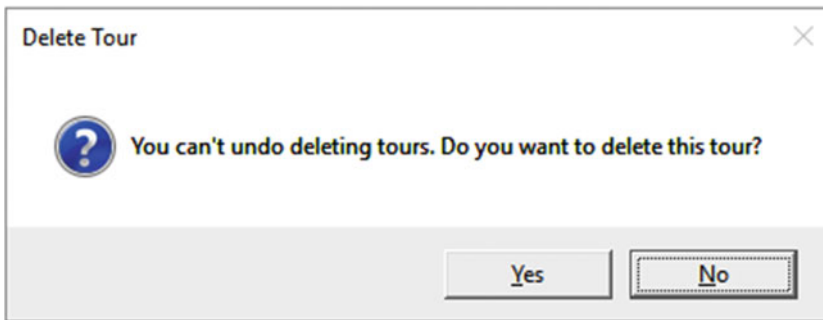 Delete Tour
You can't undo deleting tours. Do you want to delete this tour?
Yes No